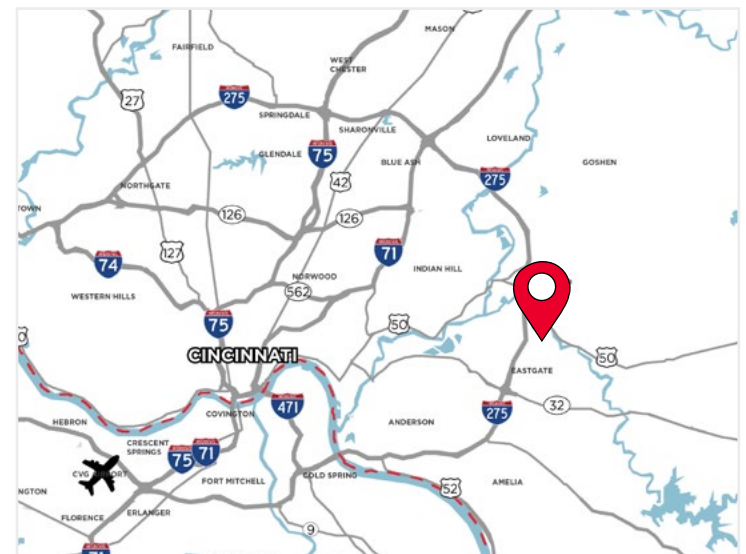 MASON
FAIRFIELD
WEST
CHESTER
27
275
SPRINGDALE
SHARONVILLE
LOVELAND
GLENDALE
75
BLUE ASH
GOSHEN
275
42
NORTHGATE
TOWN
126
126
127
71
74
NORWOOD
INDIAN HILL
562
WESTERN HILLS
75
50
CINCINNATI
50
EASTGATE
471
275
32
COVINGTON
HEBRON
ANDERSON
CRESCENT
SPRINGS
75
71
CVG AIRPORT
FORT MITCHELL
COLD SPRING
AMELIA
NGTON
52
FLORENCE
ERLANGER
9
71